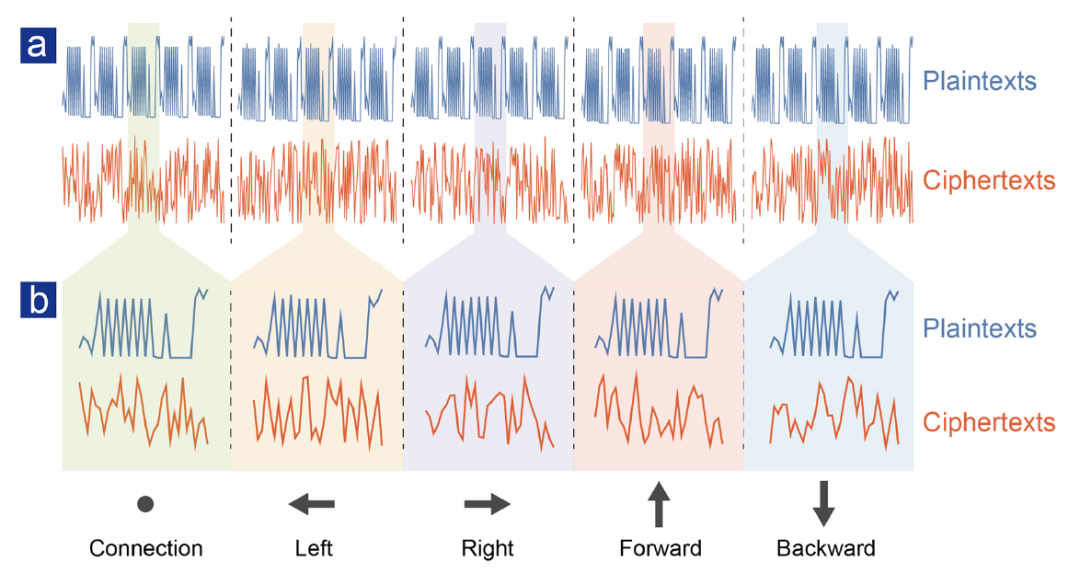 a
Plaintexts
Ciphertexts
b
Plaintexts
Ciphertexts
Connection
Left
Right
Forward
Backward